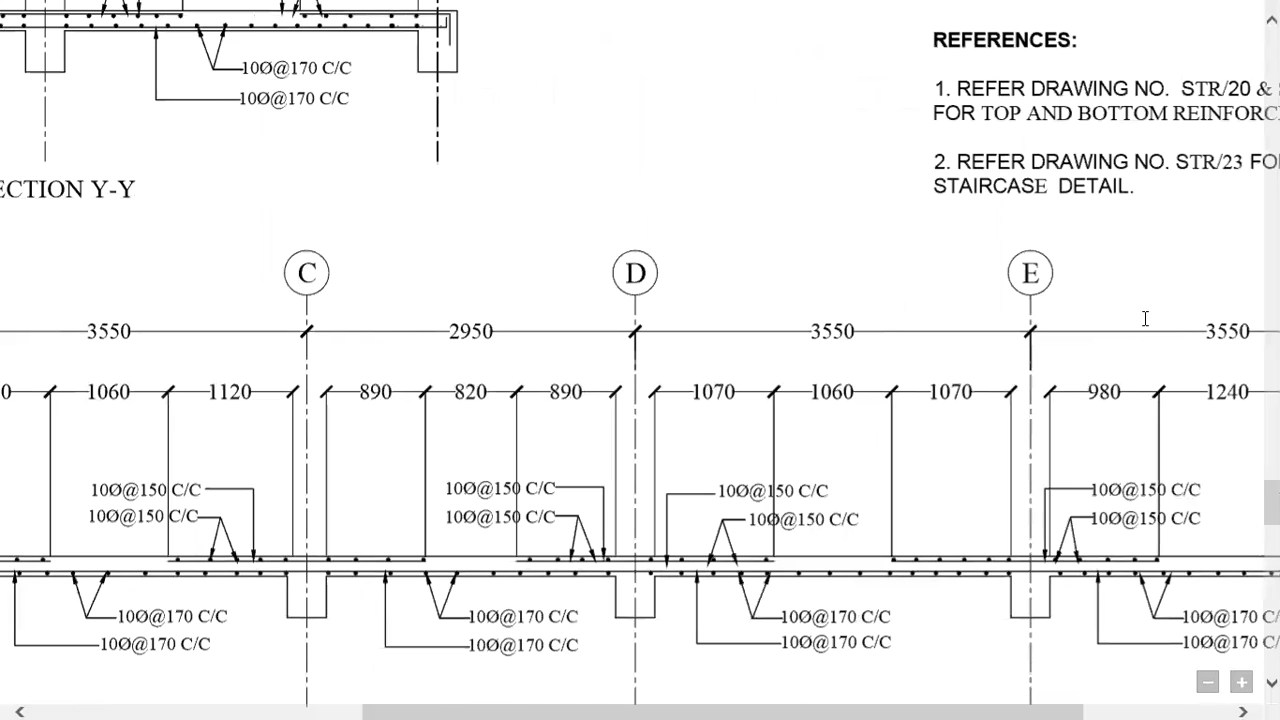 10Ø@170 C/C
10Ø@170 C/C
REFERENCES:
1. REFER DRAWING NO. STR/20 &
FOR TOP AND BOTTOM
2. REFER DRAWING NO. STR/23
STAIRCASE DETAIL.
Y-Y
C D E
3550 2950 3550 3550
1060 1120 890 820 890 1070 1060 1070 980 1240
10Ø@150 C/C 10Ø@150 C/C 10Ø@150 C/C 10Ø@150 C/C
10Ø@150 C/C 10Ø@150 C/C 10Ø@150 C/C 10Ø@150 C/C
10Ø@170 C/C 10Ø@170 C/C 10Ø@170 C/C 10Ø@170
10Ø@170 C/C 10Ø@170 C/C 10Ø@170 C/C 10Ø@170